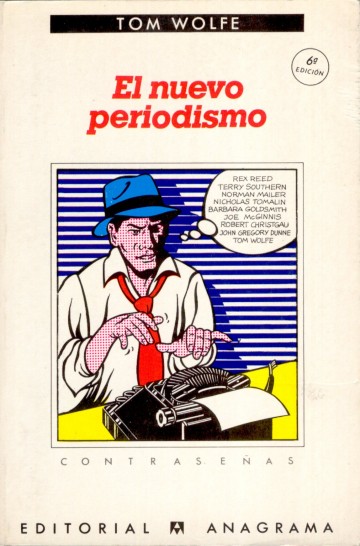 TOM WOLFE
6ª
EDICIÓN
El nuevo
periodismo
REX REED
TERRY SOUTHERN
NORMAN MAILER
NICHOLAS TOMALIN
BARBARA GOLDSMITH
JOE McGINNIS
ROBERT CHRISTGAU
JOHN GREGORY DUNNE
TOM WOLFE
CONTRASEÑAS
EDITORIAL ANAGRAMA